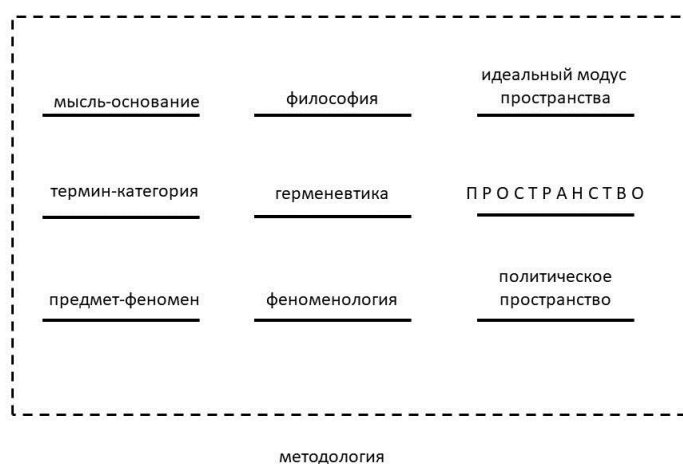 мысль-основание
философия
идеальный модус
пространства
термин-категория
герменевтика
П Р О С Т Р А Н С Т В О
предмет-феномен
феноменология
политическое
пространство
методология